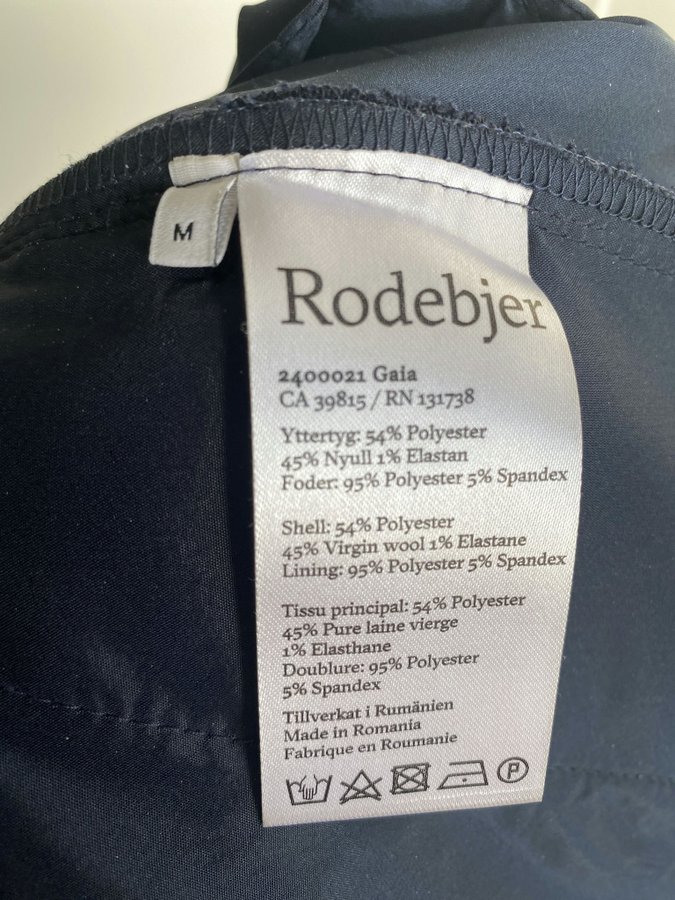 M
Rodebjer
2400021 Gaia
CA 39815 / RN 131738
Yttertyg: 54% Polyester
45% Nyull 1% Elastan
Foder: 95% Polyester 5% Spandex
Shell: 54% Polyester
45% Virgin wool 1% Elastane
Lining: 95% Polyester 5% Spandex
Tissu principal: 54% Polyester
45% Pure laine vierge
1% Elasthane
Doublure: 95% Polyester
5% Spandex
Tillverkat i Rumänien
Made in Romania
Fabrique en Roumanie
P